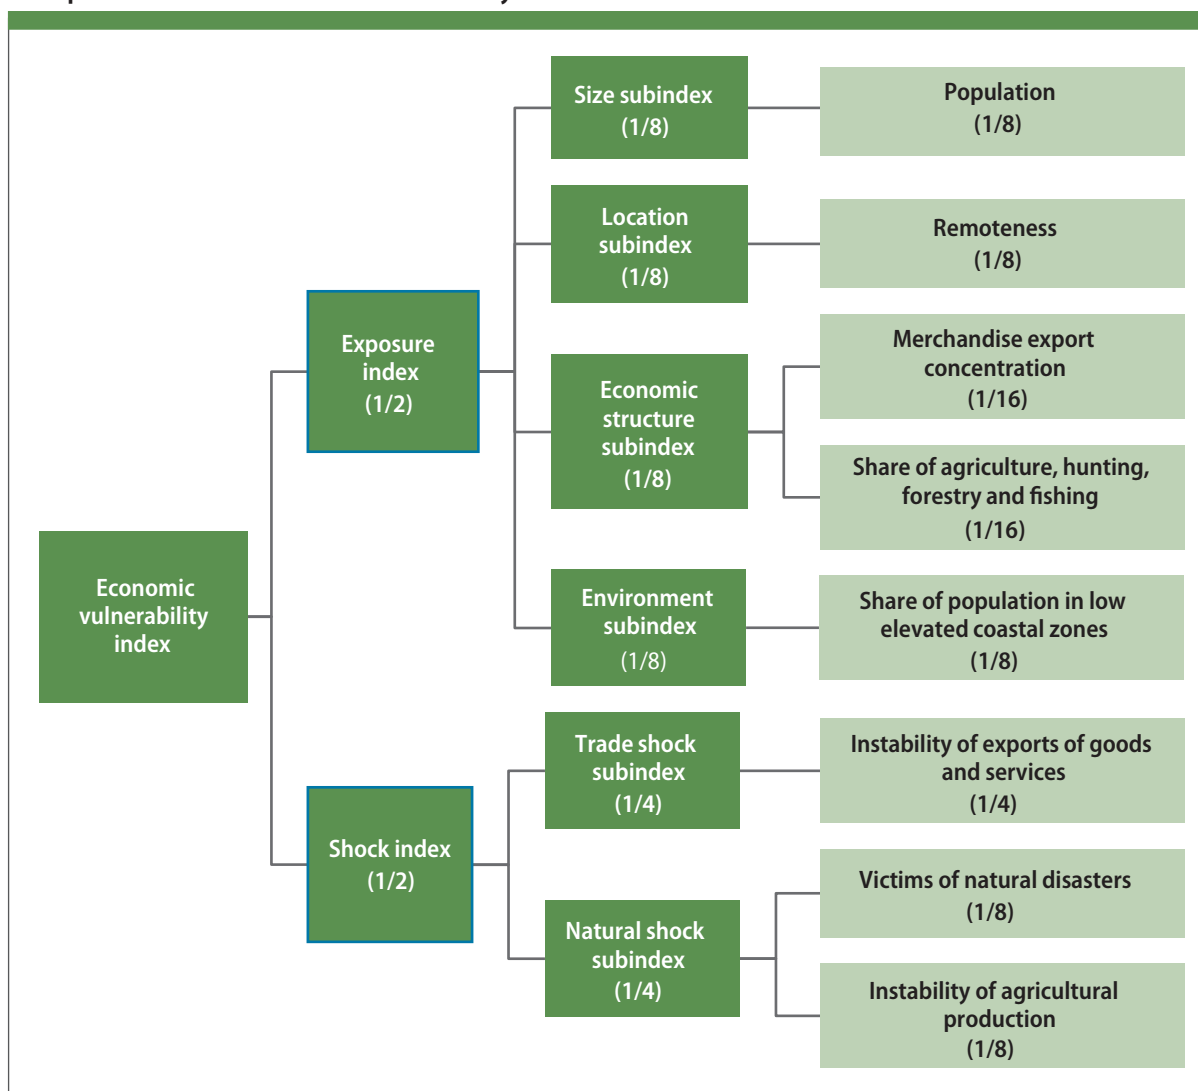 Size subindex
(1/8)
Population
(1/8)
Location
subindex
(1/8)
Remoteness
(1/8)
Exposure
index
(1/2)
Merchandise export
concentration
(1/16)
Economic
structure
subindex
(1/8)
Share of agriculture, hunting,
forestry and fishing
(1/16)
Economic
vulnerability
index
Environment
subindex
(1/8)
Share of population in low
elevated coastal zones
(1/8)
Trade shock
subindex
(1/4)
Instability of exports of goods
and services
(1/4)
Shock index
(1/2)
Victims of natural disasters
(1/8)
Natural shock
subindex
(1/4)
Instability of agricultural
production
(1/8)